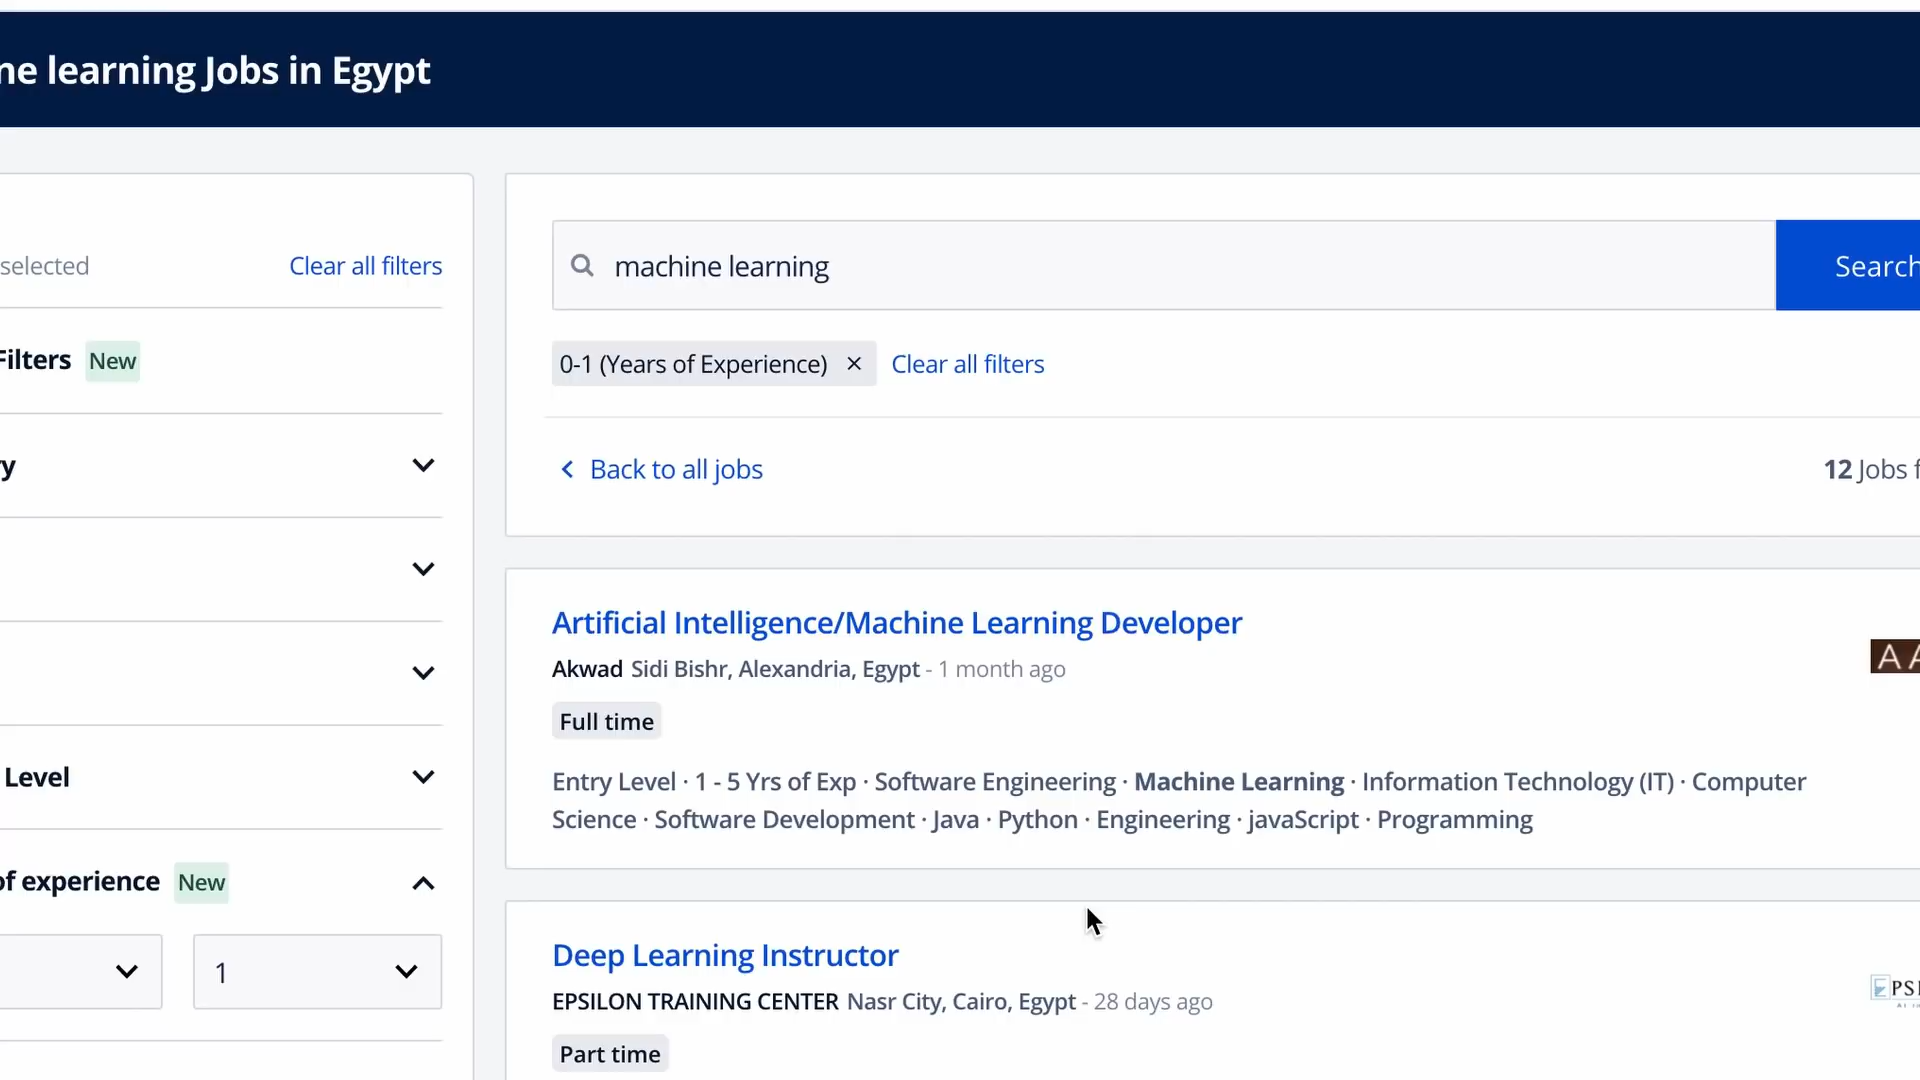 ne learning Jobs in Egypt
selected
Clear all filters
Filters New
y
Level
of experience New
1
machine learning
Search
0-1 (Years of Experience) ×
Clear all filters
Back to all jobs
12 Jobs f
Artificial Intelligence/Machine Learning Developer
Akwad Sidi Bishr, Alexandria, Egypt - 1 month ago
Full time
Entry Level · 1 - 5 Yrs of Exp · Software Engineering · Machine Learning · Information Technology (IT) · Computer
Science · Software Development · Java · Python · Engineering · javaScript · Programming
A A
Deep Learning Instructor
EPSILON TRAINING CENTER Nasr City, Cairo, Egypt - 28 days ago
Part time
EPSI